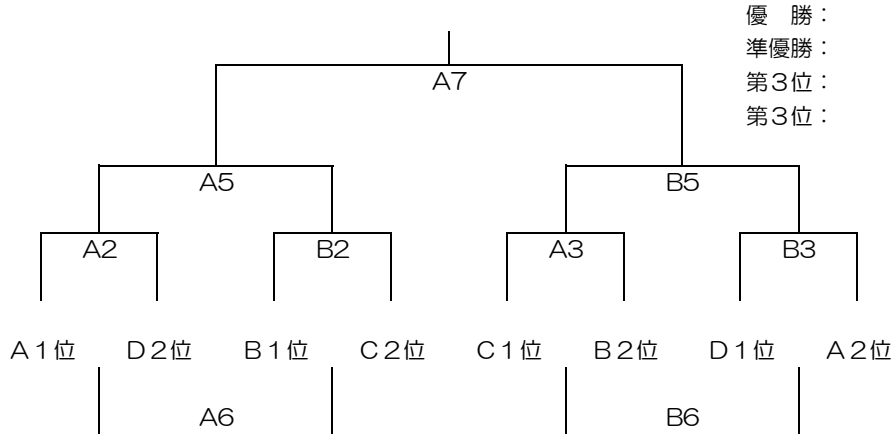 優　勝：
準優勝：
第３位：
第３位：
A7
A5 B5
A2 B2 A3 B3
Ａ１位 Ｄ２位 Ｂ１位 Ｃ２位 Ｃ１位 Ｂ２位 Ｄ１位 Ａ２位
A6 B6